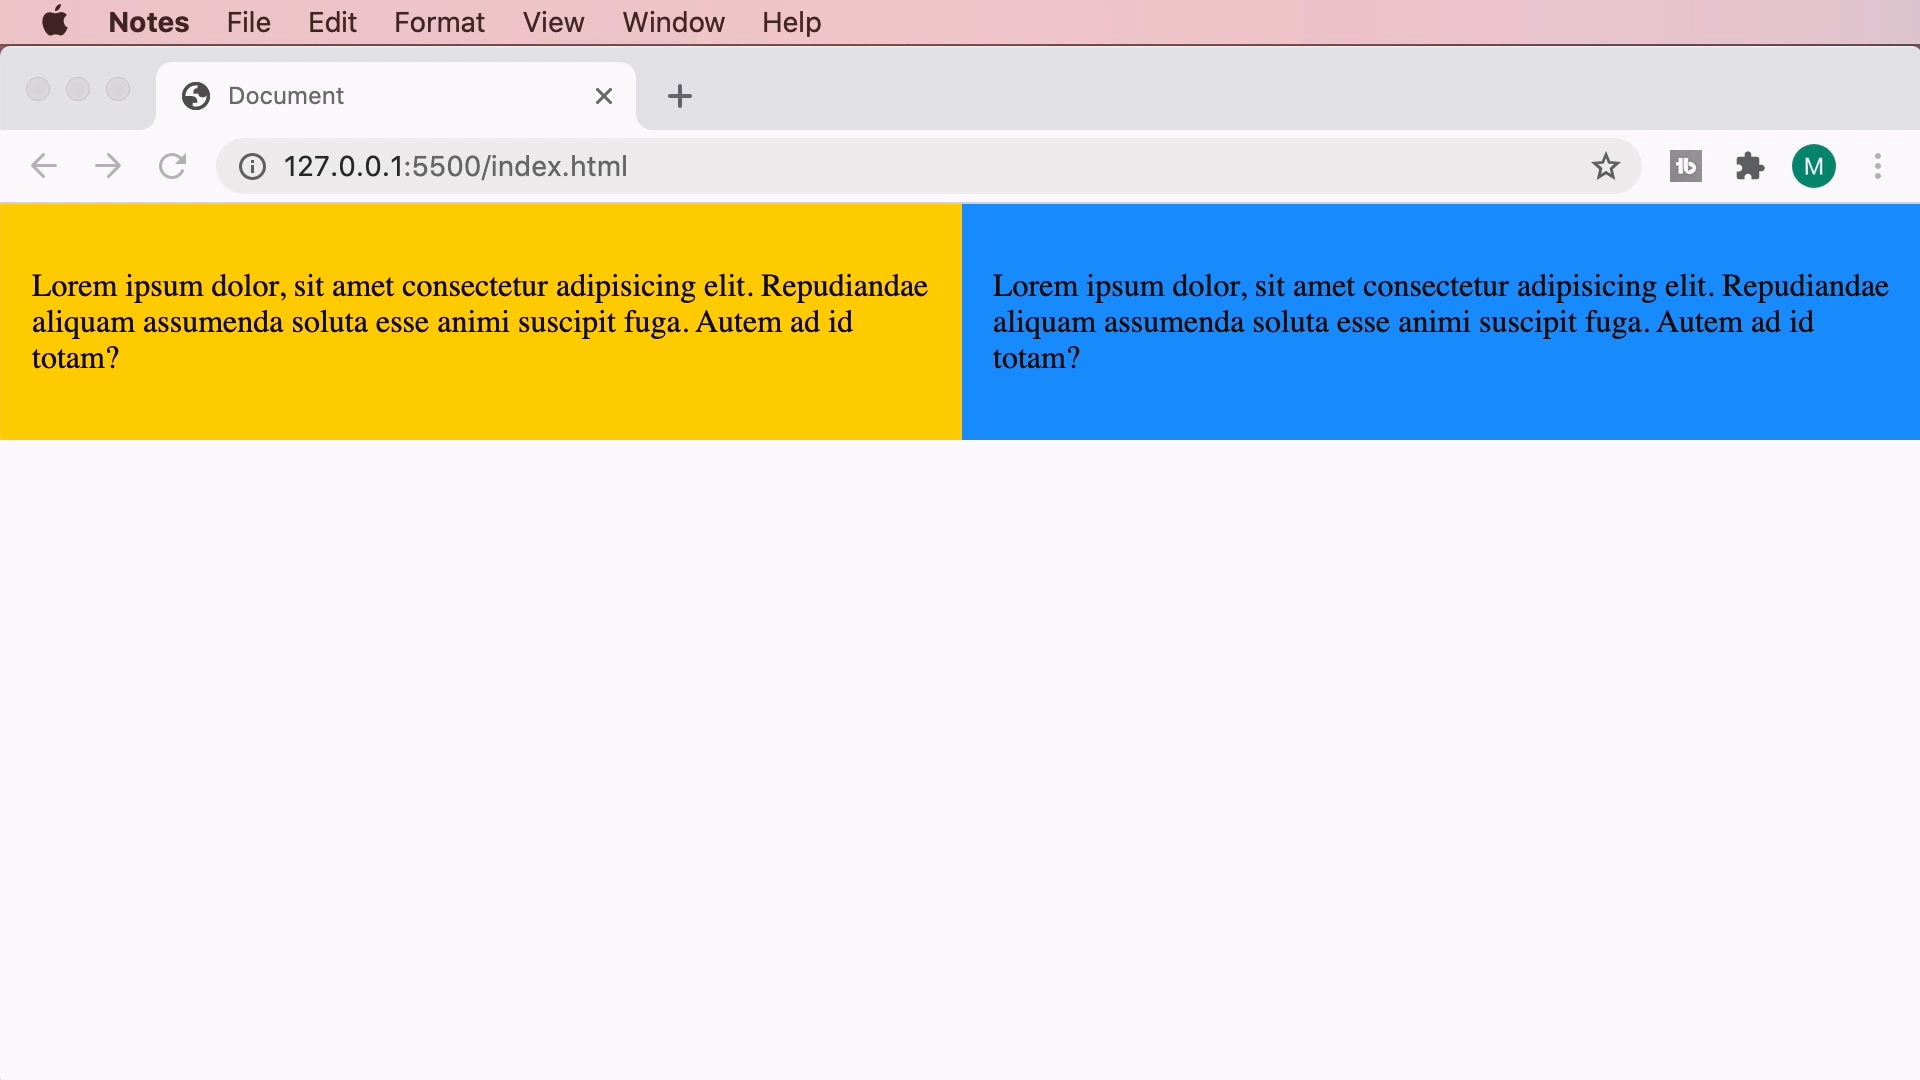 Notes File Edit Format View Window Help
Document
127.0.0.1:5500/index.html
M
Lorem ipsum dolor, sit amet consectetur adipisicing elit. Repudiandae
aliquam assumenda soluta esse animi suscipit fuga. Autem ad id
totam?
Lorem ipsum dolor, sit amet consectetur adipisicing elit. Repudiandae
aliquam assumenda soluta esse animi suscipit fuga. Autem ad id
totam?